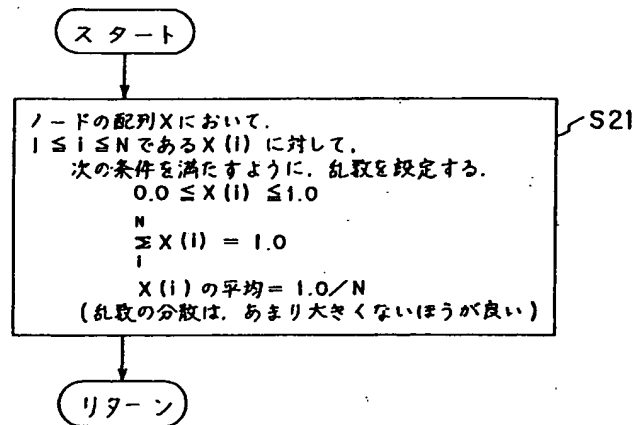 スタート
ノードの配列Xにおいて.
1≦i≦NであるX(i)に対して,
次の条件を満たすように,乱数を設定する.
S21
0.0≦X(i)≦1.0
N
ΣX(i) = 1.0
i
X(i)の平均=1.0/N
(乱数の分散は,あまり大きくないほうが良い)
リターン